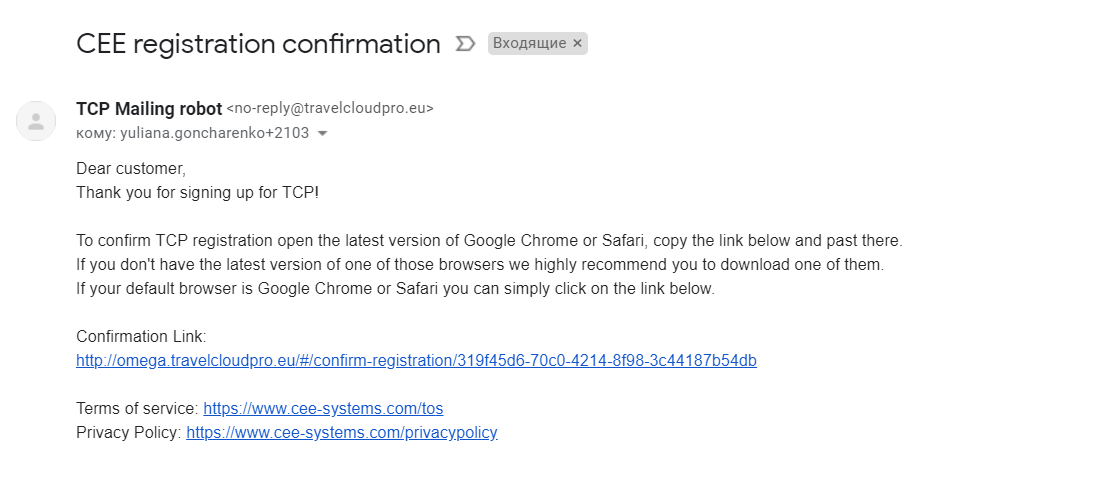 CEE registration confirmation Входящие ×
TCP Mailing robot <no-reply@travelcloudpro.eu>
кому: yuliana.goncharenko+2103
Dear customer,
Thank you for signing up for TCP!
To confirm TCP registration open the latest version of Google Chrome or Safari, copy the link below and past there.
If you don't have the latest version of one of those browsers we highly recommend you to download one of them.
If your default browser is Google Chrome or Safari you can simply click on the link below.
Confirmation Link:
http://omega.travelcloudpro.eu/#/confirm-registration/319f45d6-70c0-4214-8f98-3c44187b54db
Terms of service: https://www.cee-systems.com/tos
Privacy Policy: https://www.cee-systems.com/privacypolicy